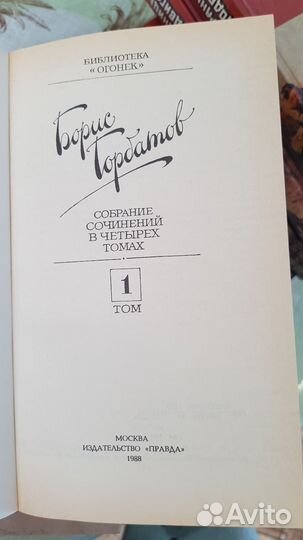 БИБЛИОТЕКА
«ОГОНЕК»
Борис
Горбатов
СОБРАНИЕ
СОЧИНЕНИЙ
В ЧЕТЫРЕХ
ТОМАХ
1
ТОМ
МОСКВА
ИЗДАТЕЛЬСТВО «ПРАВДА»
1988
Avito